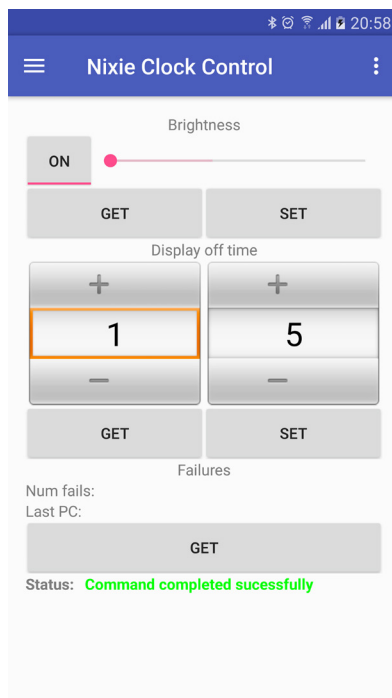 20:58
Nixie Clock Control
Brightness
ON
GET SET
Display off time
+ +
1 5
− −
GET SET
Failures
Num fails:
Last PC:
GET
Status: Command completed sucessfully